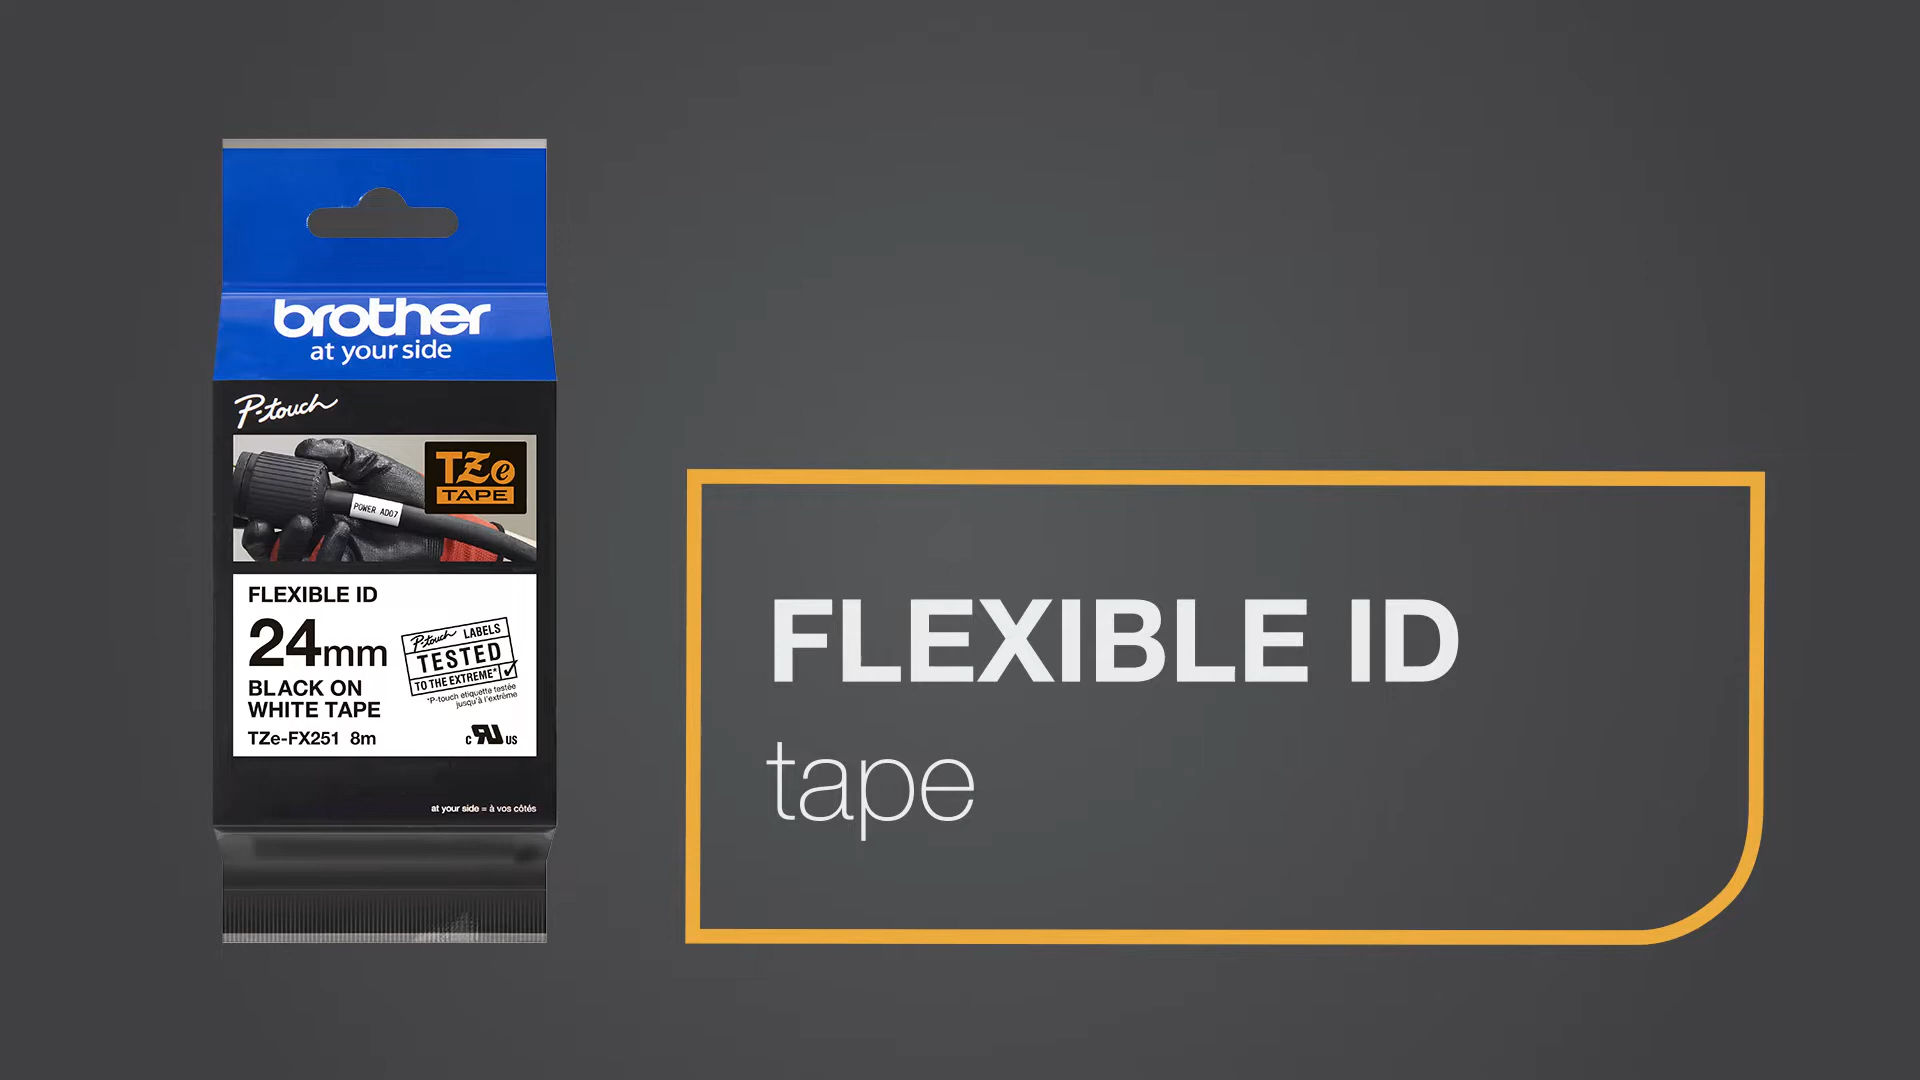 brother
at your side
P-touch
TZe
TAPE
POWER AD07
FLEXIBLE ID
24mm
BLACK ON
WHITE TAPE
TZe-FX251 8m
P-touch LABELS
TESTED
TO THE EXTREME*
*P-touch etiquette testée
jusqu'à l'extrême
c RU US
at your side = à vos côtés
FLEXIBLE ID
tape